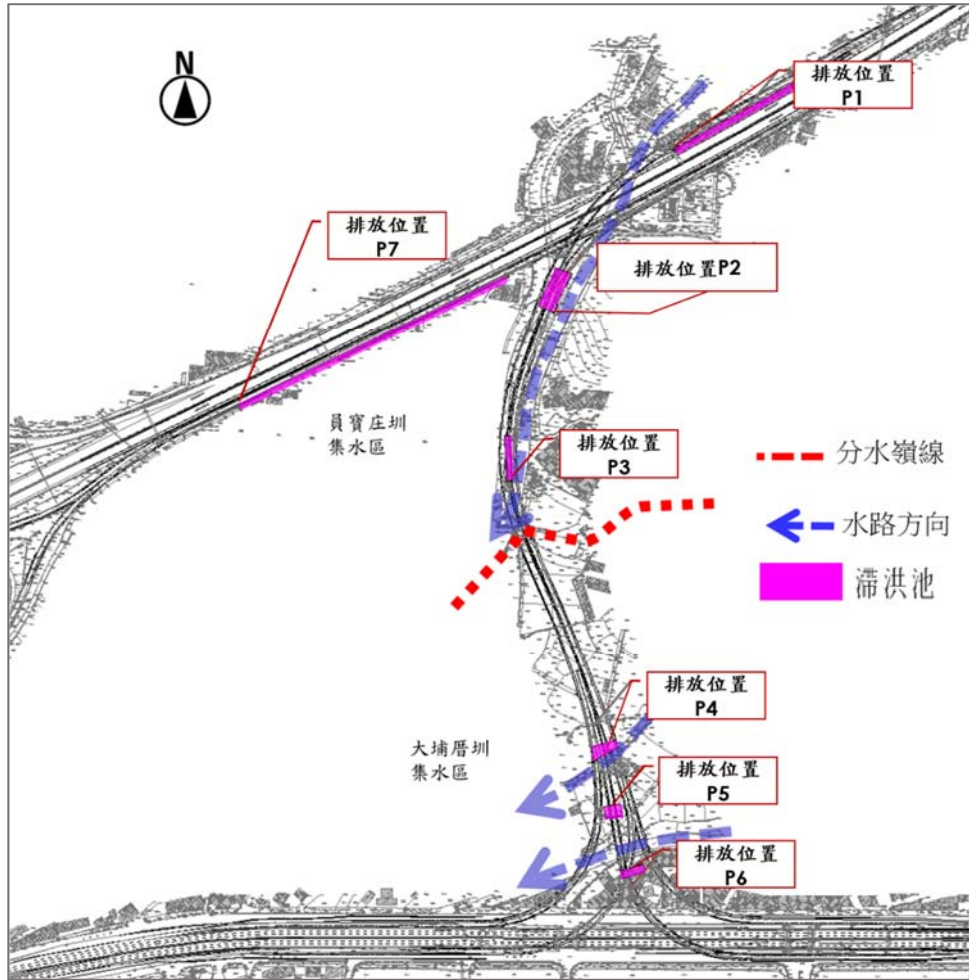 N
排放位置
P1
排放位置
P7
排放位置P2
員寶庄圳
集水區
排放位置
P3
分水嶺線
水路方向
滯洪池
排放位置
P4
大埔厝圳
集水區
排放位置
P5
排放位置
P6